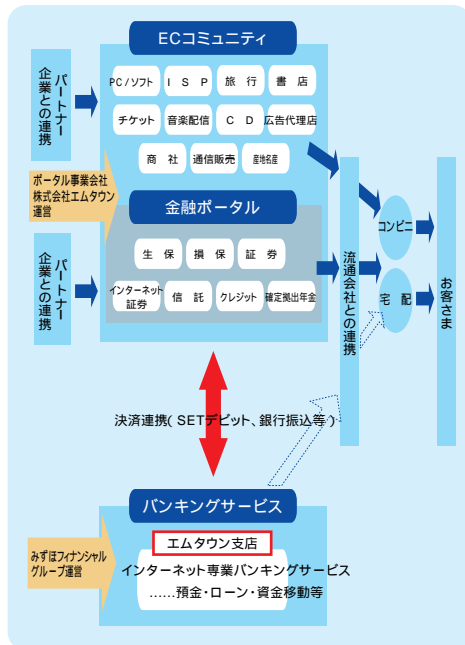 ECコミュニティ
パートナー
企業との連携
PC/ソフト
ＩＳＰ
旅行
書店
チケット
音楽配信
ＣＤ
広告代理店
商社
通信販売
産地名産
ポータル事業会社
株式会社エムタウン
運営
金融ポータル
パートナー
企業との連携
生保
損保
証券
インターネット
証券
信託
クレジット
確定拠出年金
流通会社との連携
コンビニ
宅配
お客さま
決済連携(SETデビット、銀行振込等)
バンキングサービス
みずほフィナンシャル
グループ運営
エムタウン支店
インターネット専業バンキングサービス
……預金・ローン・資金移動等